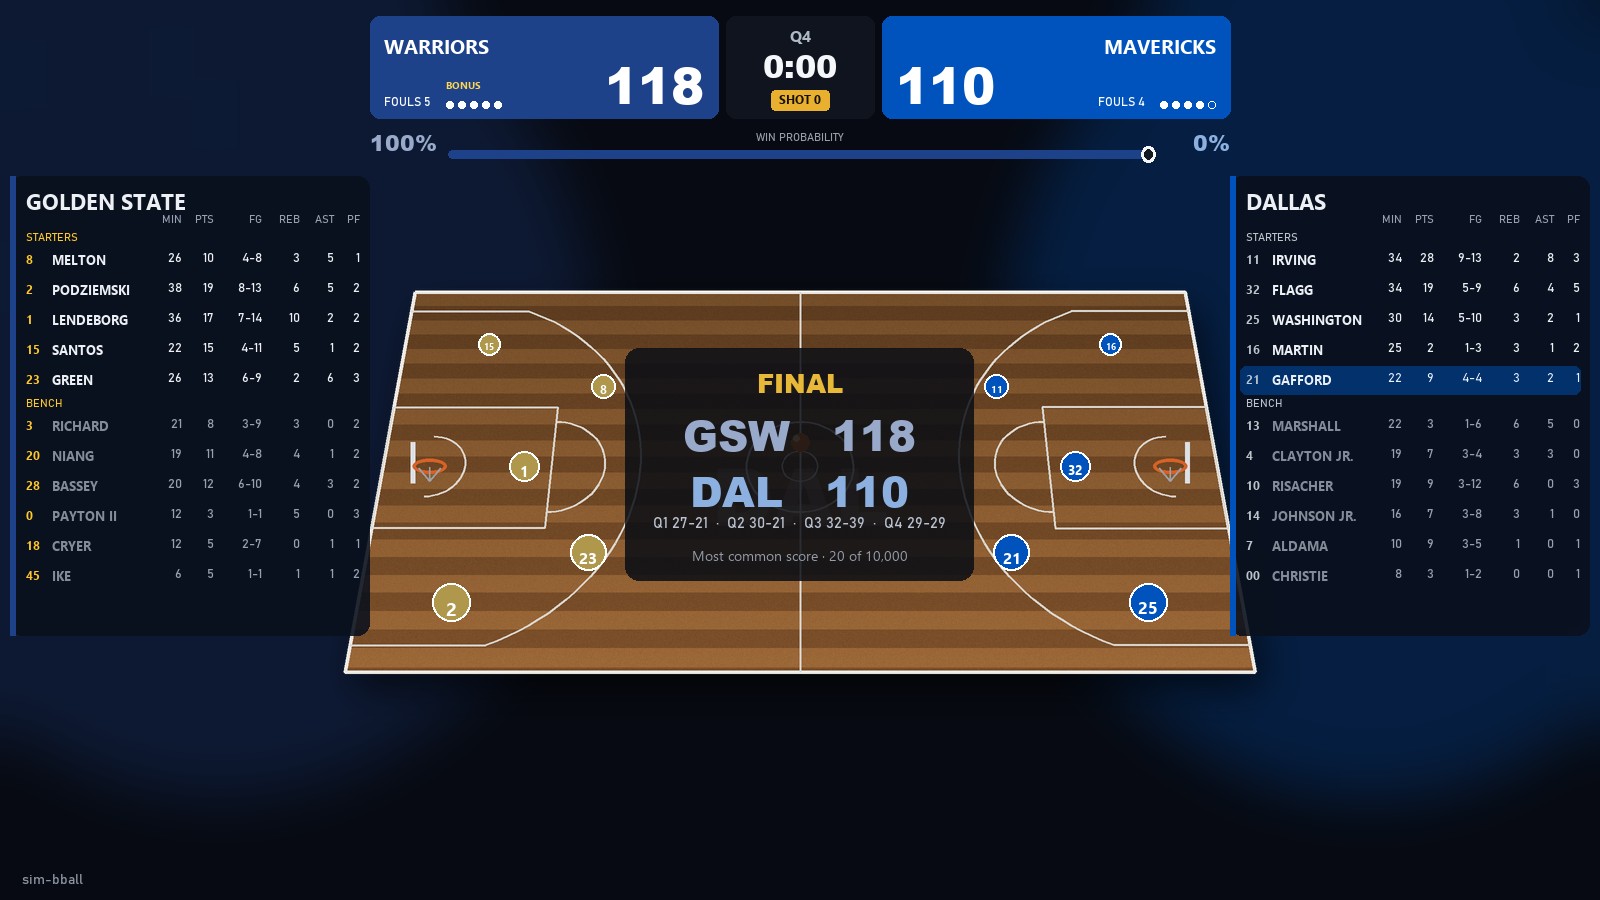 WARRIORS
BONUS
FOULS 5
118
Q4
0:00
SHOT 0
MAVERICKS
110
FOULS 4
100%
WIN PROBABILITY
0%
GOLDEN STATE
MIN PTS FG REB AST PF
STARTERS
8 MELTON 26 10 4-8 3 5 1
2 PODZIEMSKI 38 19 8-13 6 5 2
1 LENDEBORG 36 17 7-14 10 2 2
15 SANTOS 22 15 4-11 5 1 2
23 GREEN 26 13 6-9 2 6 3
BENCH
3 RICHARD 21 8 3-9 3 0 2
20 NIANG 19 11 4-8 4 1 2
28 BASSEY 20 12 6-10 4 3 2
0 PAYTON II 12 3 1-1 5 0 3
18 CRYER 12 5 2-7 0 1 1
45 IKE 6 5 1-1 1 1 2
15
8
1
23
2
FINAL
GSW 118
DAL 110
Q1 27-21 · Q2 30-21 · Q3 32-39 · Q4 29-29
Most common score · 20 of 10,000
16
11
32
21
25
DALLAS
MIN PTS FG REB AST PF
STARTERS
11 IRVING 34 28 9-13 2 8 3
32 FLAGG 34 19 5-9 6 4 5
25 WASHINGTON 30 14 5-10 3 2 1
16 MARTIN 25 2 1-3 3 1 2
21 GAFFORD 22 9 4-4 3 2 1
BENCH
13 MARSHALL 22 3 1-6 6 5 0
4 CLAYTON JR. 19 7 3-4 3 3 0
10 RISACHER 19 9 3-12 6 0 3
14 JOHNSON JR. 16 7 3-8 3 1 0
7 ALDAMA 10 9 3-5 1 0 1
00 CHRISTIE 8 3 1-2 0 0 1
sim-bball